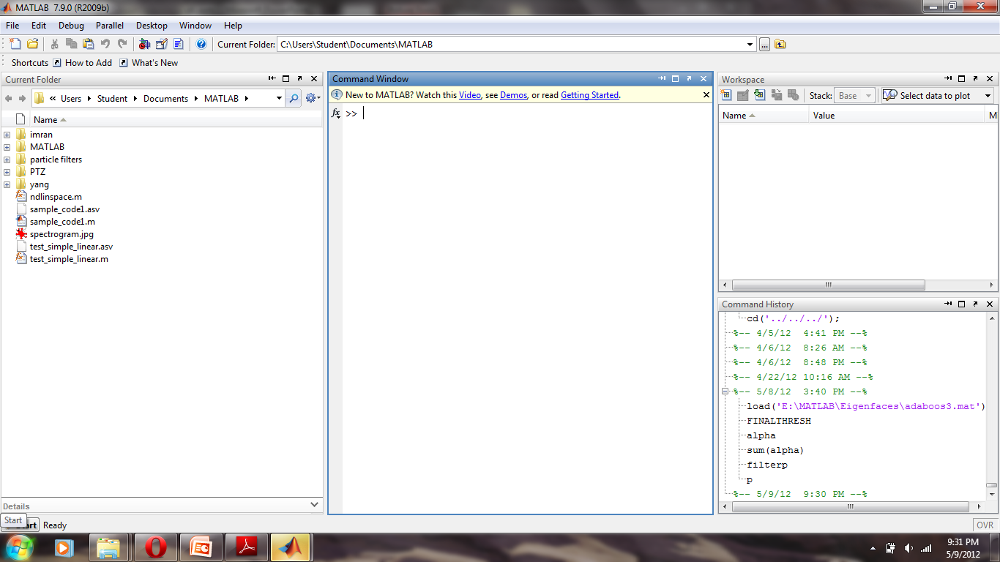 MATLAB 7.9.0 (R2009b)
File Edit Debug Parallel Desktop Window Help
Current Folder: C:\Users\Student\Documents\MATLAB ...
Shortcuts How to Add What's New
Current Folder
« Users Student Documents MATLAB
Name
imran
MATLAB
particle filters
PTZ
yang
ndlinspace.m
sample_code1.asv
sample_code1.m
spectrogram.jpg
test_simple_linear.asv
test_simple_linear.m
Details
Command Window
New to MATLAB? Watch this Video, see Demos, or read Getting Started.
fx >>
Workspace
Stack: Base Select data to plot
Name Value M
Command History
cd('../../../');
%-- 4/5/12 4:41 PM --%
%-- 4/6/12 8:26 AM --%
%-- 4/6/12 8:48 PM --%
%-- 4/22/12 10:16 AM --%
%-- 5/8/12 3:40 PM --%
load('E:\MATLAB\Eigenfaces\adaboos3.mat')
FINALTHRESH
alpha
sum(alpha)
filterp
p
%-- 5/9/12 9:30 PM --%
Start
Ready
OVR
9:31 PM
5/9/2012